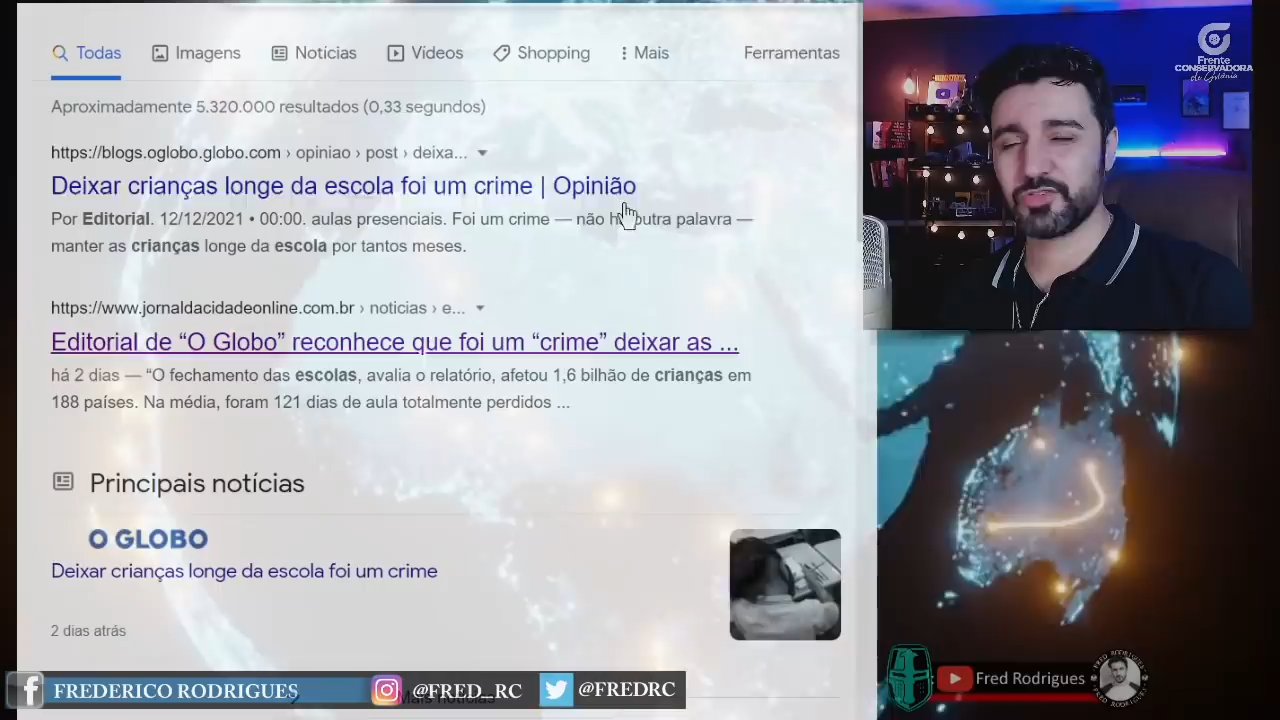 Todas
Imagens
Notícias
Vídeos
Shopping
Mais
Ferramentas
Aproximadamente 5.320.000 resultados (0,33 segundos)
https://blogs.oglobo.globo.com › opiniao › post › deixa...
Deixar crianças longe da escola foi um crime | Opinião
Por Editorial. 12/12/2021 • 00:00. aulas presenciais. Foi um crime — não outra palavra —
manter as crianças longe da escola por tantos meses.
https://www.jornaldacidadeonline.com.br › noticias › e...
Editorial de “O Globo” reconhece que foi um “crime” deixar as ...
há 2 dias — “O fechamento das escolas, avalia o relatório, afetou 1,6 bilhão de crianças em
188 países. Na média, foram 121 dias de aula totalmente perdidos ...
Principais notícias
O GLOBO
Deixar crianças longe da escola foi um crime
2 dias atrás
Mais notícias
Frente
CONSERVADORA
de Goiânia
FREDERICO RODRIGUES
@FRED_RC
@FREDRC
Fred Rodrigues
FRED RODRIGUES